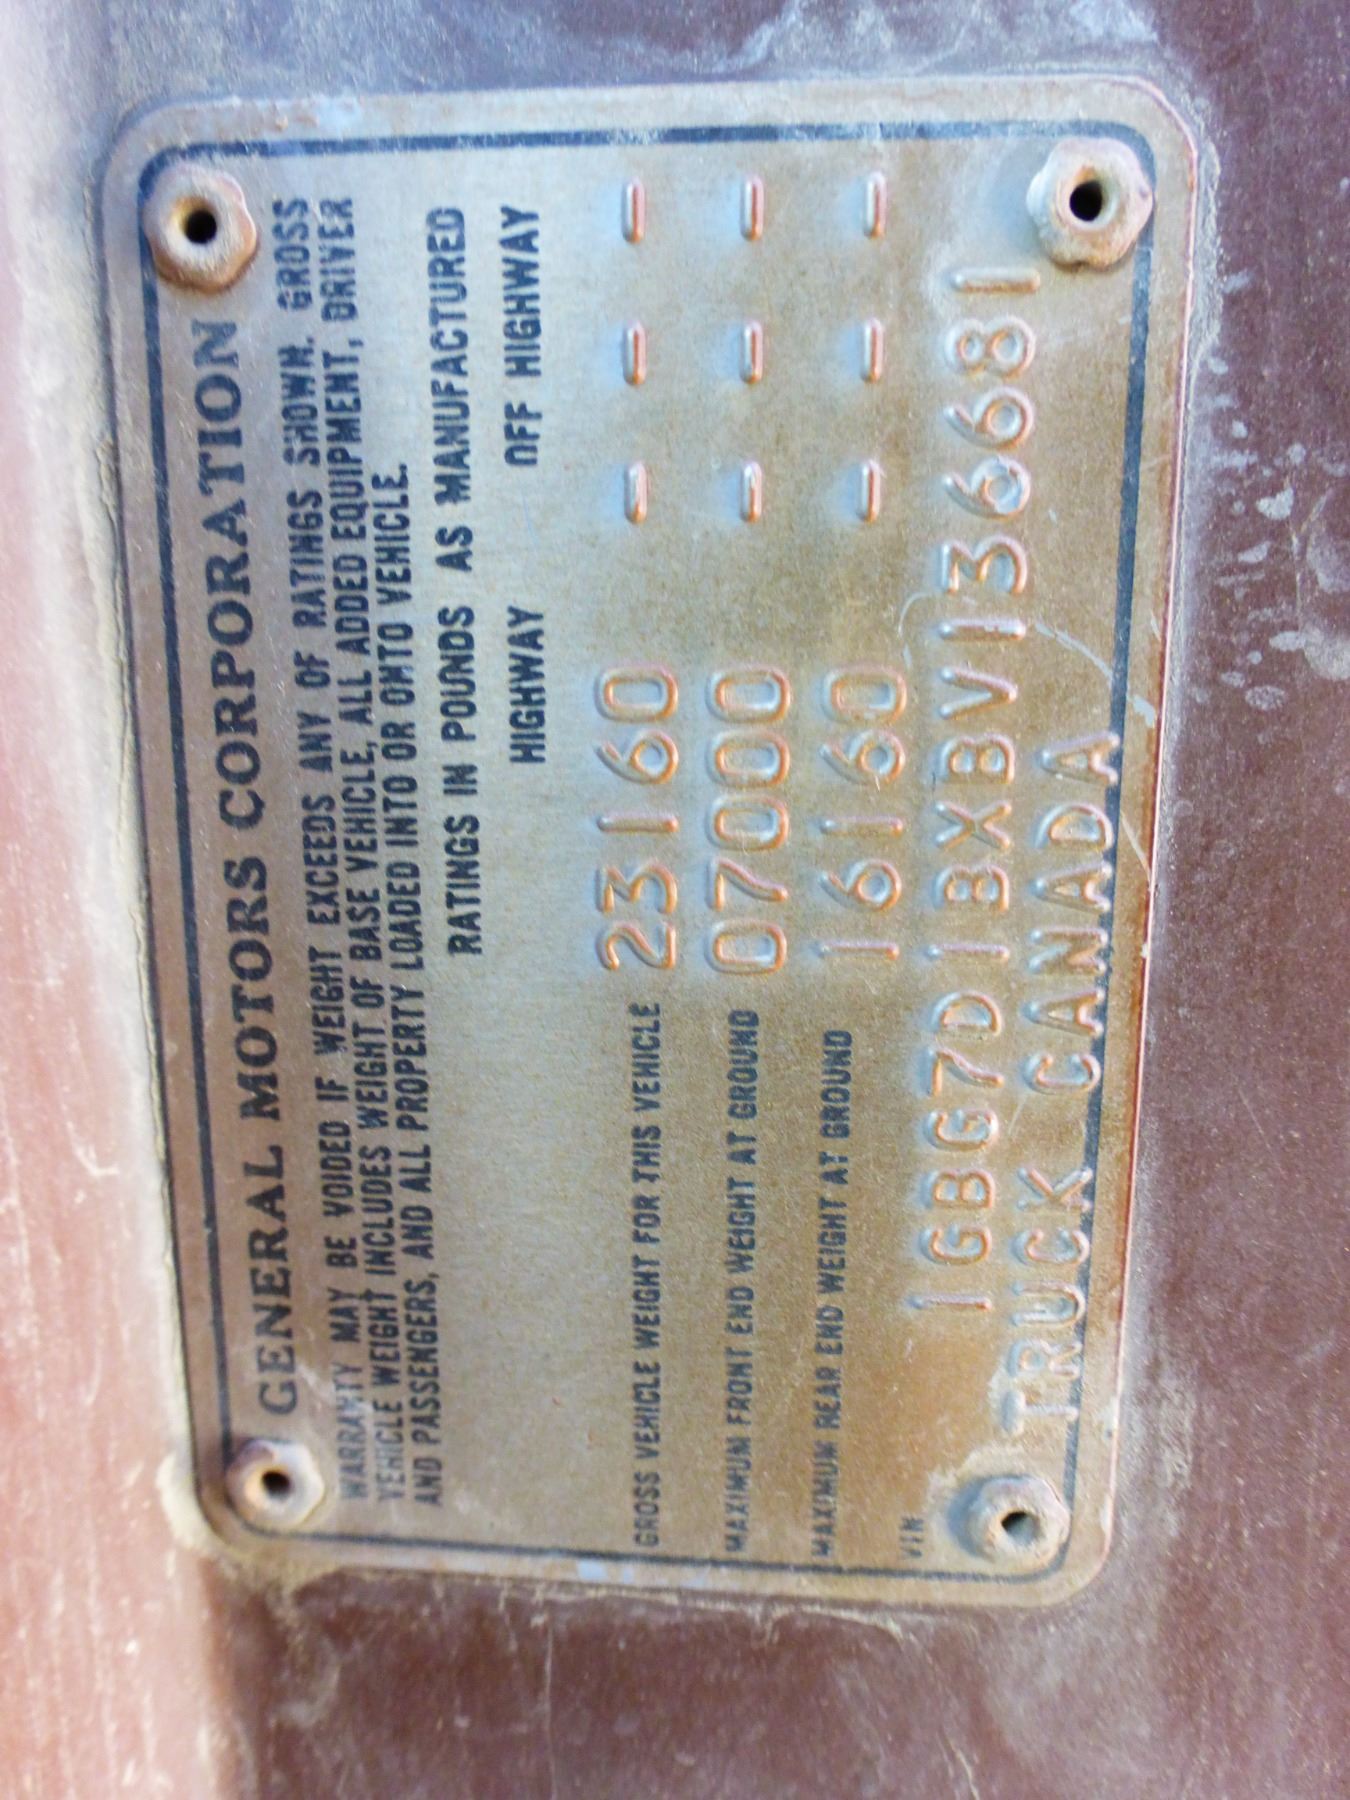 GENERAL MOTORS CORPORATION
WARRANTY MAY BE VOIDED IF WEIGHT EXCEEDS ANY OF RATINGS SHOWN. GROSS
VEHICLE WEIGHT INCLUDES WEIGHT OF BASE VEHICLE, ALL ADDED EQUIPMENT, DRIVER
AND PASSENGERS, AND ALL PROPERTY LOADED INTO OR ONTO VEHICLE.
RATINGS IN POUNDS AS MANUFACTURED
HIGHWAY OFF HIGHWAY
GROSS VEHICLE WEIGHT FOR THIS VEHICLE 23160 - - -
MAXIMUM FRONT END WEIGHT AT GROUND 07000 - - -
MAXIMUM REAR END WEIGHT AT GROUND 16160 - - -
VIN 1GBG7D1BXBV136681
TRUCK CANADA